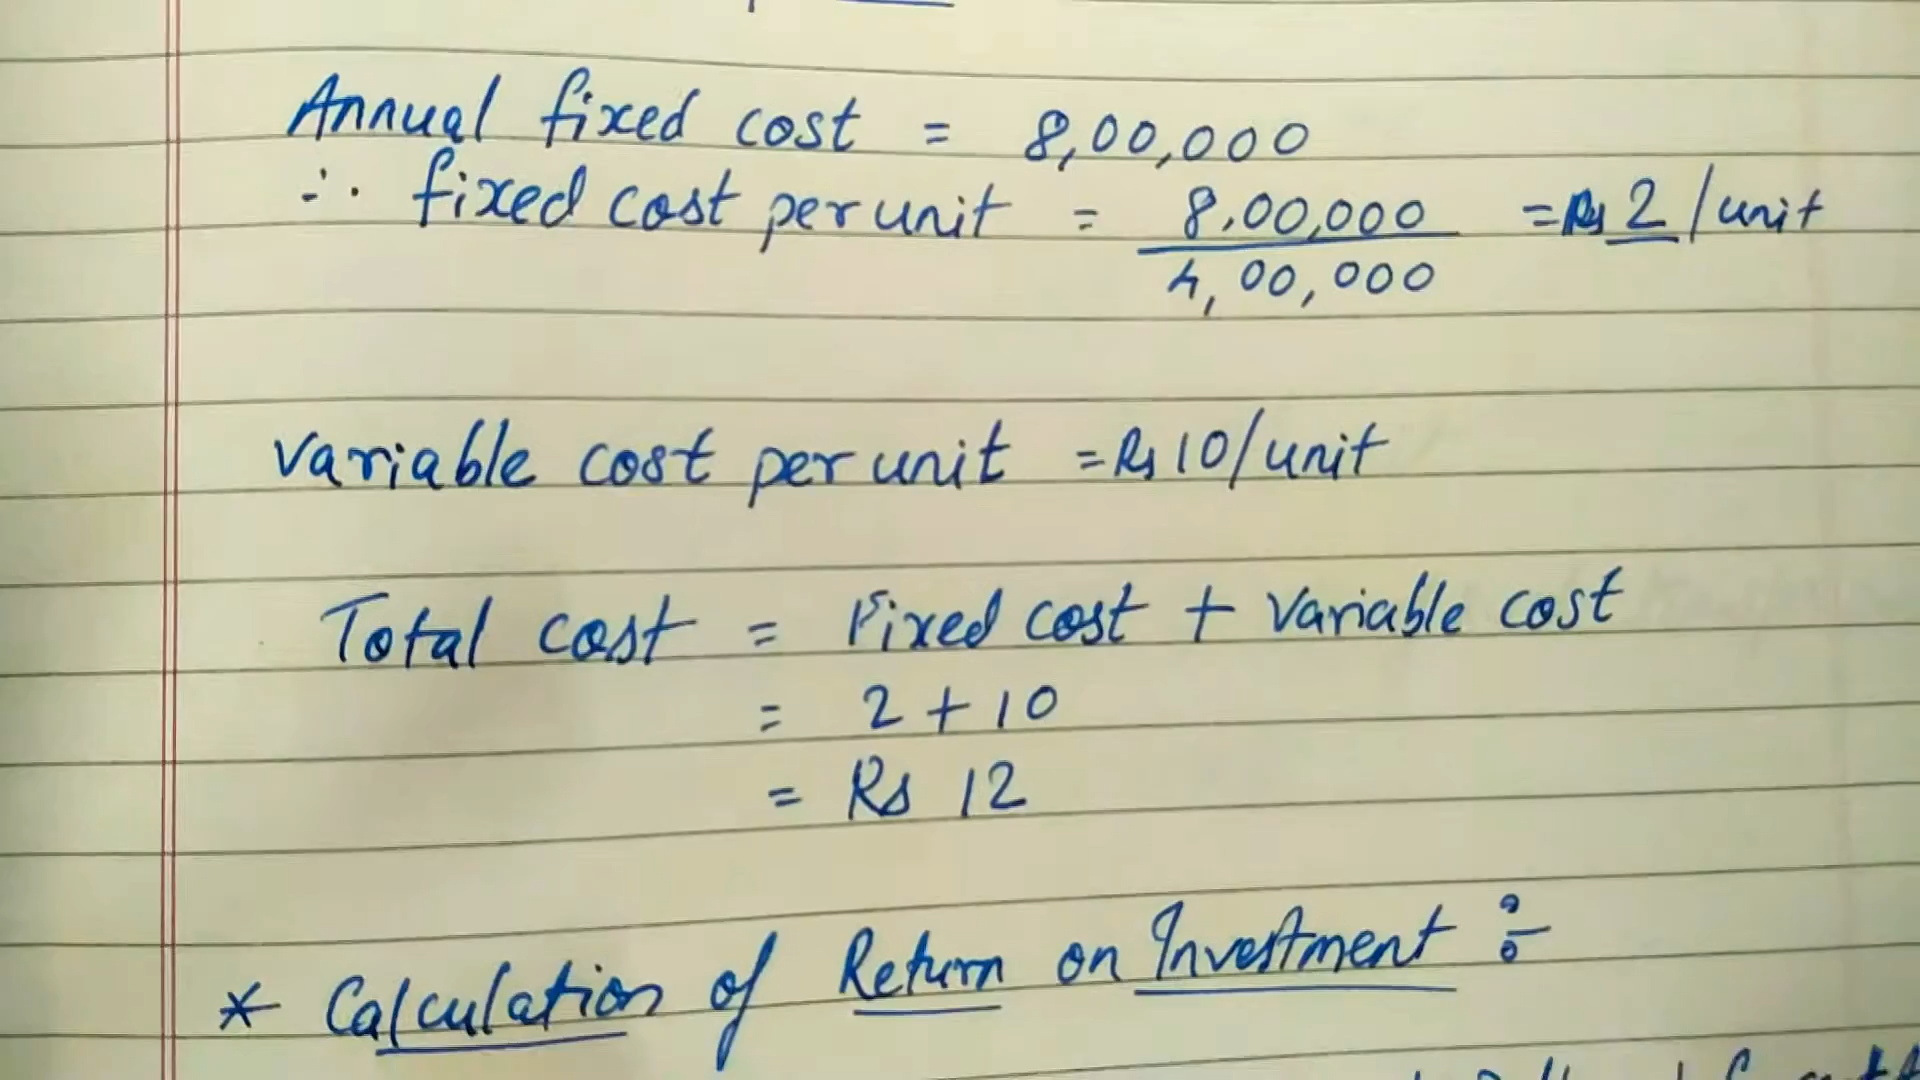 Annual fixed cost = 8,00,000
∴ fixed cost per unit = 8,00,000 / 4,00,000 = Rs 2 /unit
Variable cost per unit = Rs 10/unit
Total cost = Fixed cost + Variable cost
= 2 + 10
= Rs 12
* Calculation of Return on Investment :-